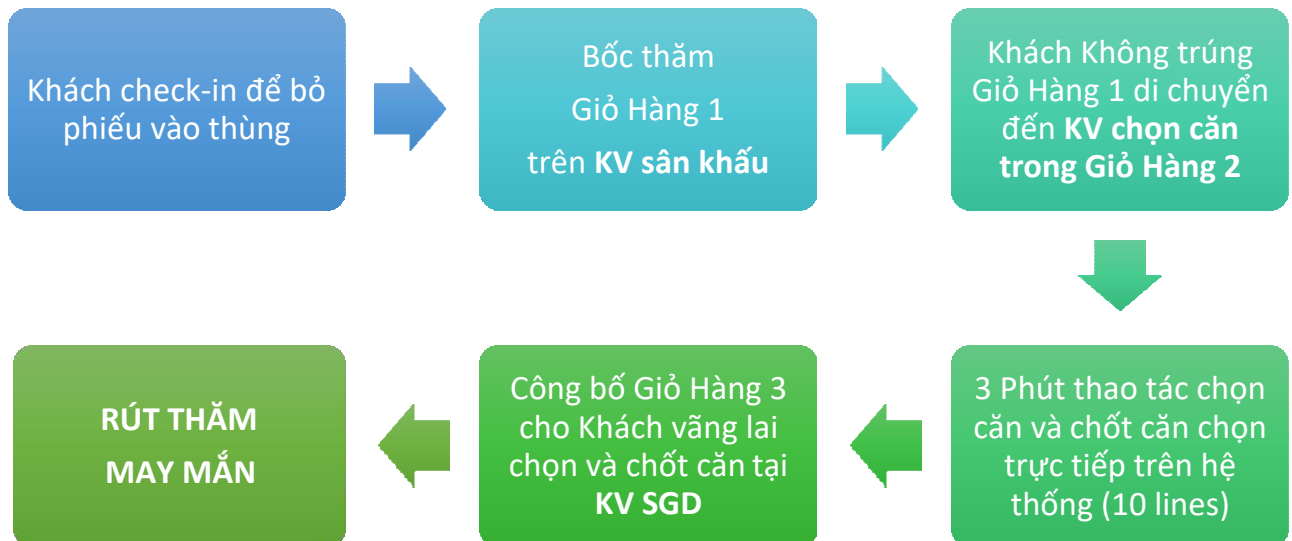 Khách check-in để bỏ
phiếu vào thùng
Bốc thăm
Giỏ Hàng 1
trên KV sân khấu
Khách Không trúng
Giỏ Hàng 1 di chuyển
đến KV chọn căn
trong Giỏ Hàng 2
3 Phút thao tác chọn
căn và chốt căn chọn
trực tiếp trên hệ
thống (10 lines)
Công bố Giỏ Hàng 3
cho Khách vãng lai
chọn và chốt căn tại
KV SGD
RÚT THĂM
MAY MẮN